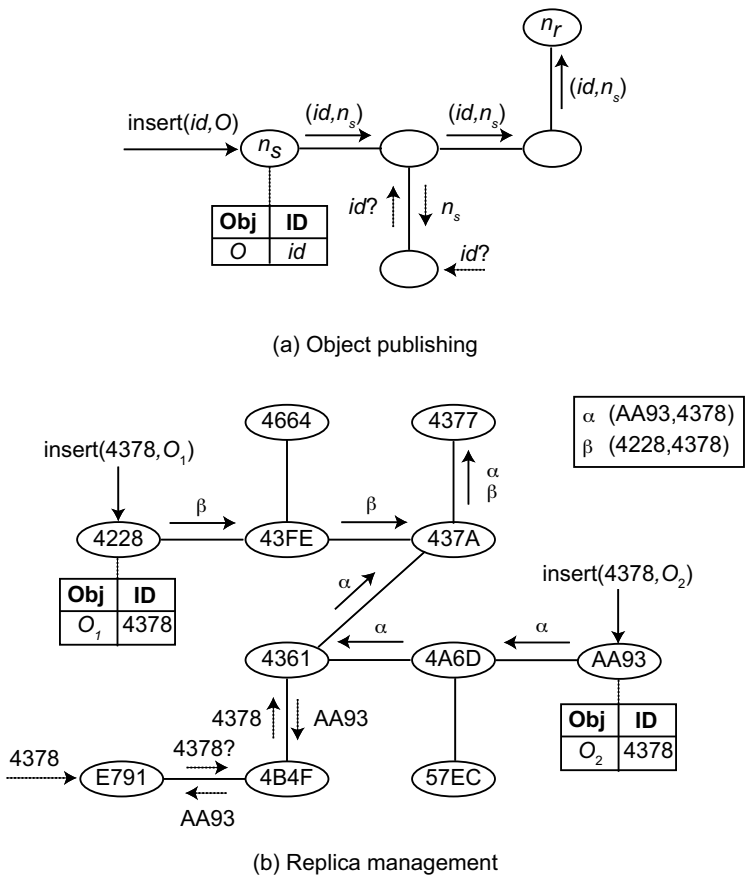 n_r
(id,n_s)
(id,n_s)
(id,n_s)
insert(id,O)
n_s
id?
n_s
Obj ID
O id
id?
(a) Object publishing
4664
4377
α (AA93,4378)
β (4228,4378)
insert(4378,O_1)
α
β
β
β
4228
43FE
437A
insert(4378,O_2)
Obj ID
O_1 4378
α
α
α
4361
4A6D
AA93
4378
AA93
Obj ID
O_2 4378
4378
4378?
E791
4B4F
57EC
AA93
(b) Replica management